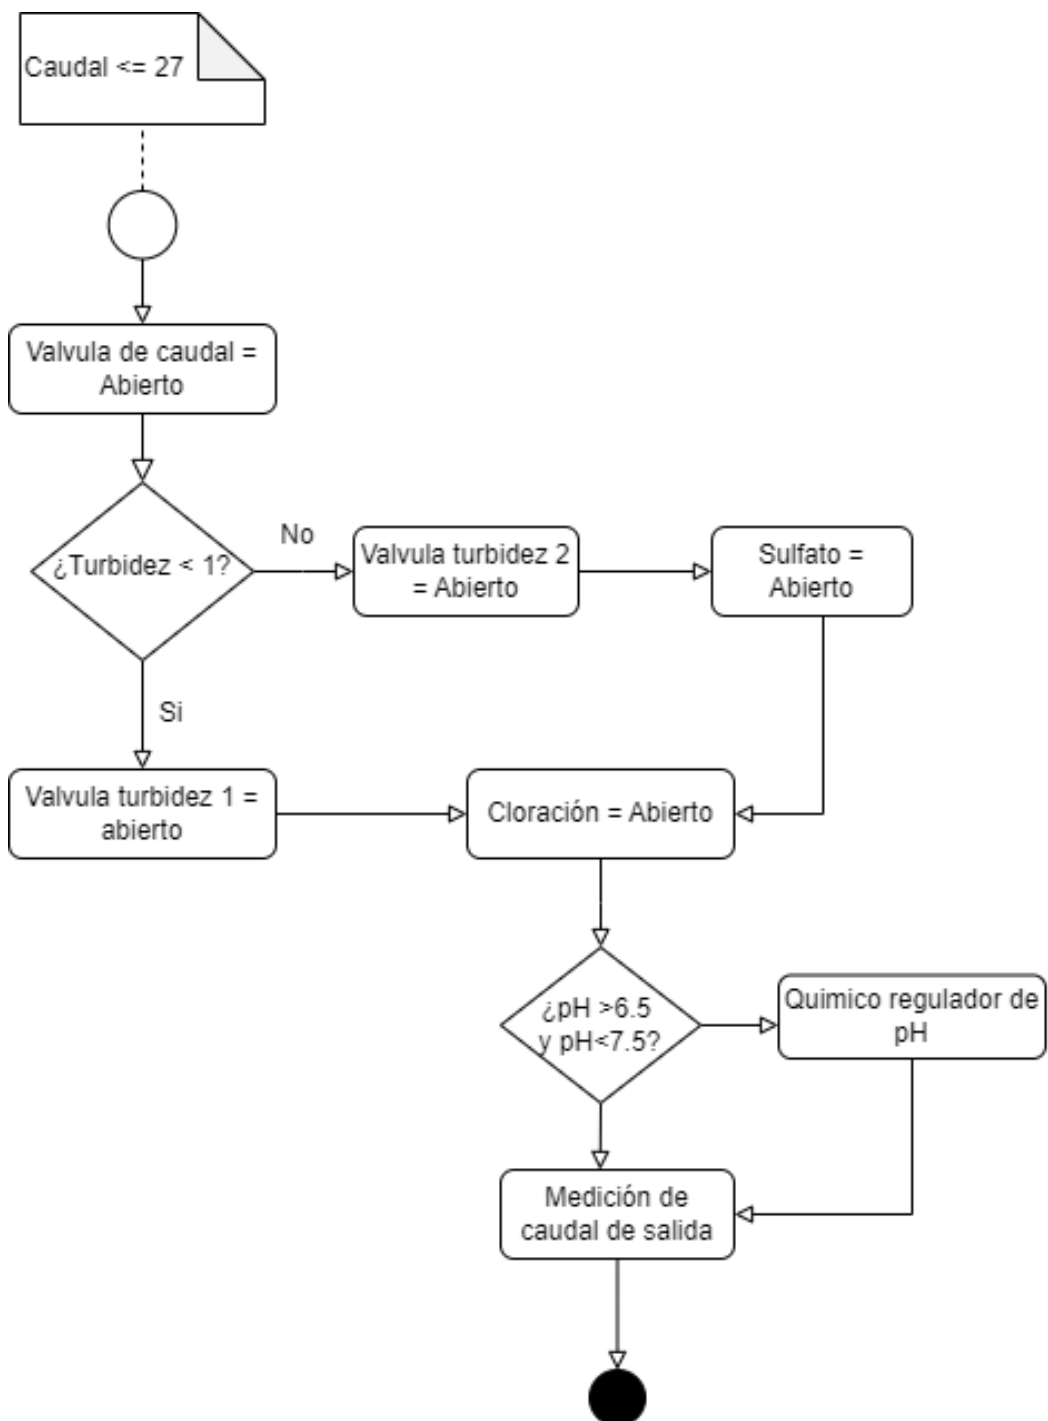 Caudal <= 27
Valvula de caudal =
Abierto
¿Turbidez < 1?
No
Valvula turbidez 2
= Abierto
Sulfato =
Abierto
Si
Valvula turbidez 1 =
abierto
Cloración = Abierto
¿pH >6.5
y pH<7.5?
Quimico regulador de
pH
Medición de
caudal de salida